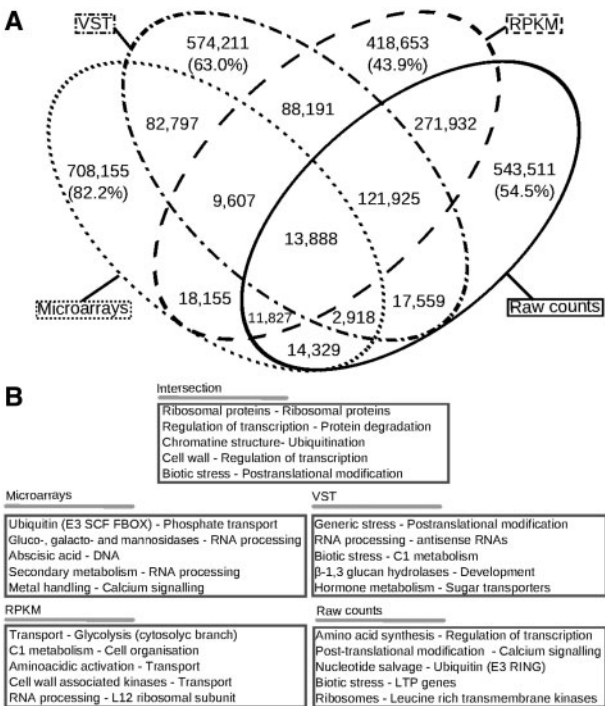 A
VST
574,211
(63.0%)
418,653
(43.9%)
RPKM
82,797
88,191
271,932
708,155
(82.2%)
543,511
(54.5%)
9,607
121,925
13,888
Microarrays
18,155
11,827
2,918
17,559
Raw counts
14,329
B
Intersection
Ribosomal proteins - Ribosomal proteins
Regulation of transcription - Protein degradation
Chromatine structure- Ubiquitination
Cell wall - Regulation of transcription
Biotic stress - Postranslational modification
Microarrays
Ubiquitin (E3 SCF FBOX) - Phosphate transport
Gluco-, galacto- and mannosidases - RNA processing
Abscisic acid - DNA
Secondary metabolism - RNA processing
Metal handling - Calcium signalling
VST
Generic stress - Postranslational modification
RNA processing - antisense RNAs
Biotic stress - C1 metabolism
β-1,3 glucan hydrolases - Development
Hormone metabolism - Sugar transporters
RPKM
Transport - Glycolysis (cytosolyc branch)
C1 metabolism - Cell organisation
Aminoacidic activation - Transport
Cell wall associated kinases - Transport
RNA processing - L12 ribosomal subunit
Raw counts
Amino acid synthesis - Regulation of transcription
Post-translational modification - Calcium signalling
Nucleotide salvage - Ubiquitin (E3 RING)
Biotic stress - LTP genes
Ribosomes - Leucine rich transmembrane kinases